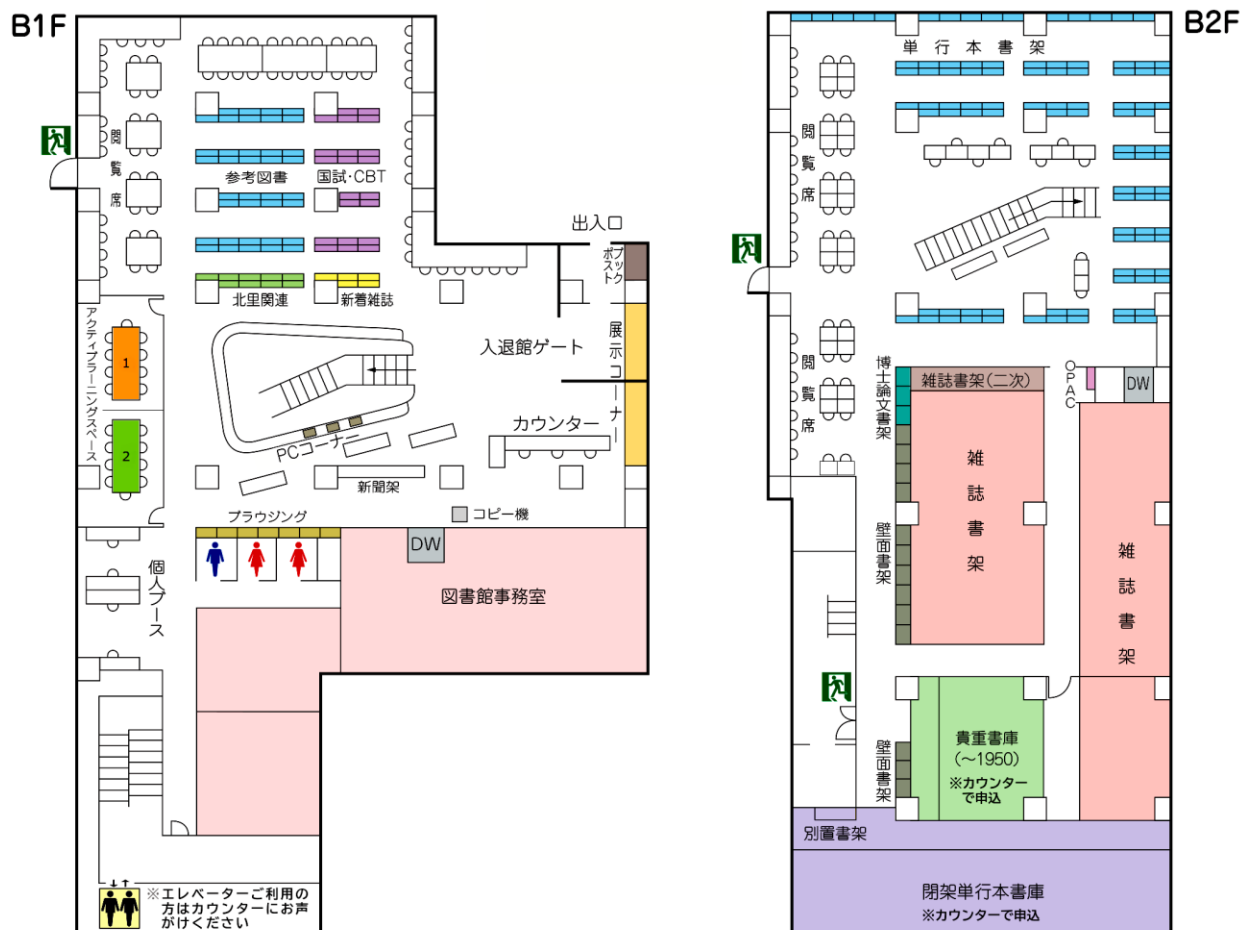 B1F
閲覧席
参考図書
国試・CBT
北里関連
新着雑誌
出入口
ブック
ポスト
展示コーナー
入退館ゲート
アクティブラーニングスペース
1
2
PCコーナー
カウンター
新聞架
ブラウジング
コピー機
DW
個人ブース
図書館事務室
※エレベーターご利用の
方はカウンターにお声
がけください
B2F
単行本書架
閲覧席
閲覧席
博士論文書架
雑誌書架(二次)
OPAC
DW
雑誌書架
雑誌書架
壁面書架
貴重書庫
(〜1950)
※カウンター
で申込
壁面書架
別置書架
閉架単行本書庫
※カウンターで申込